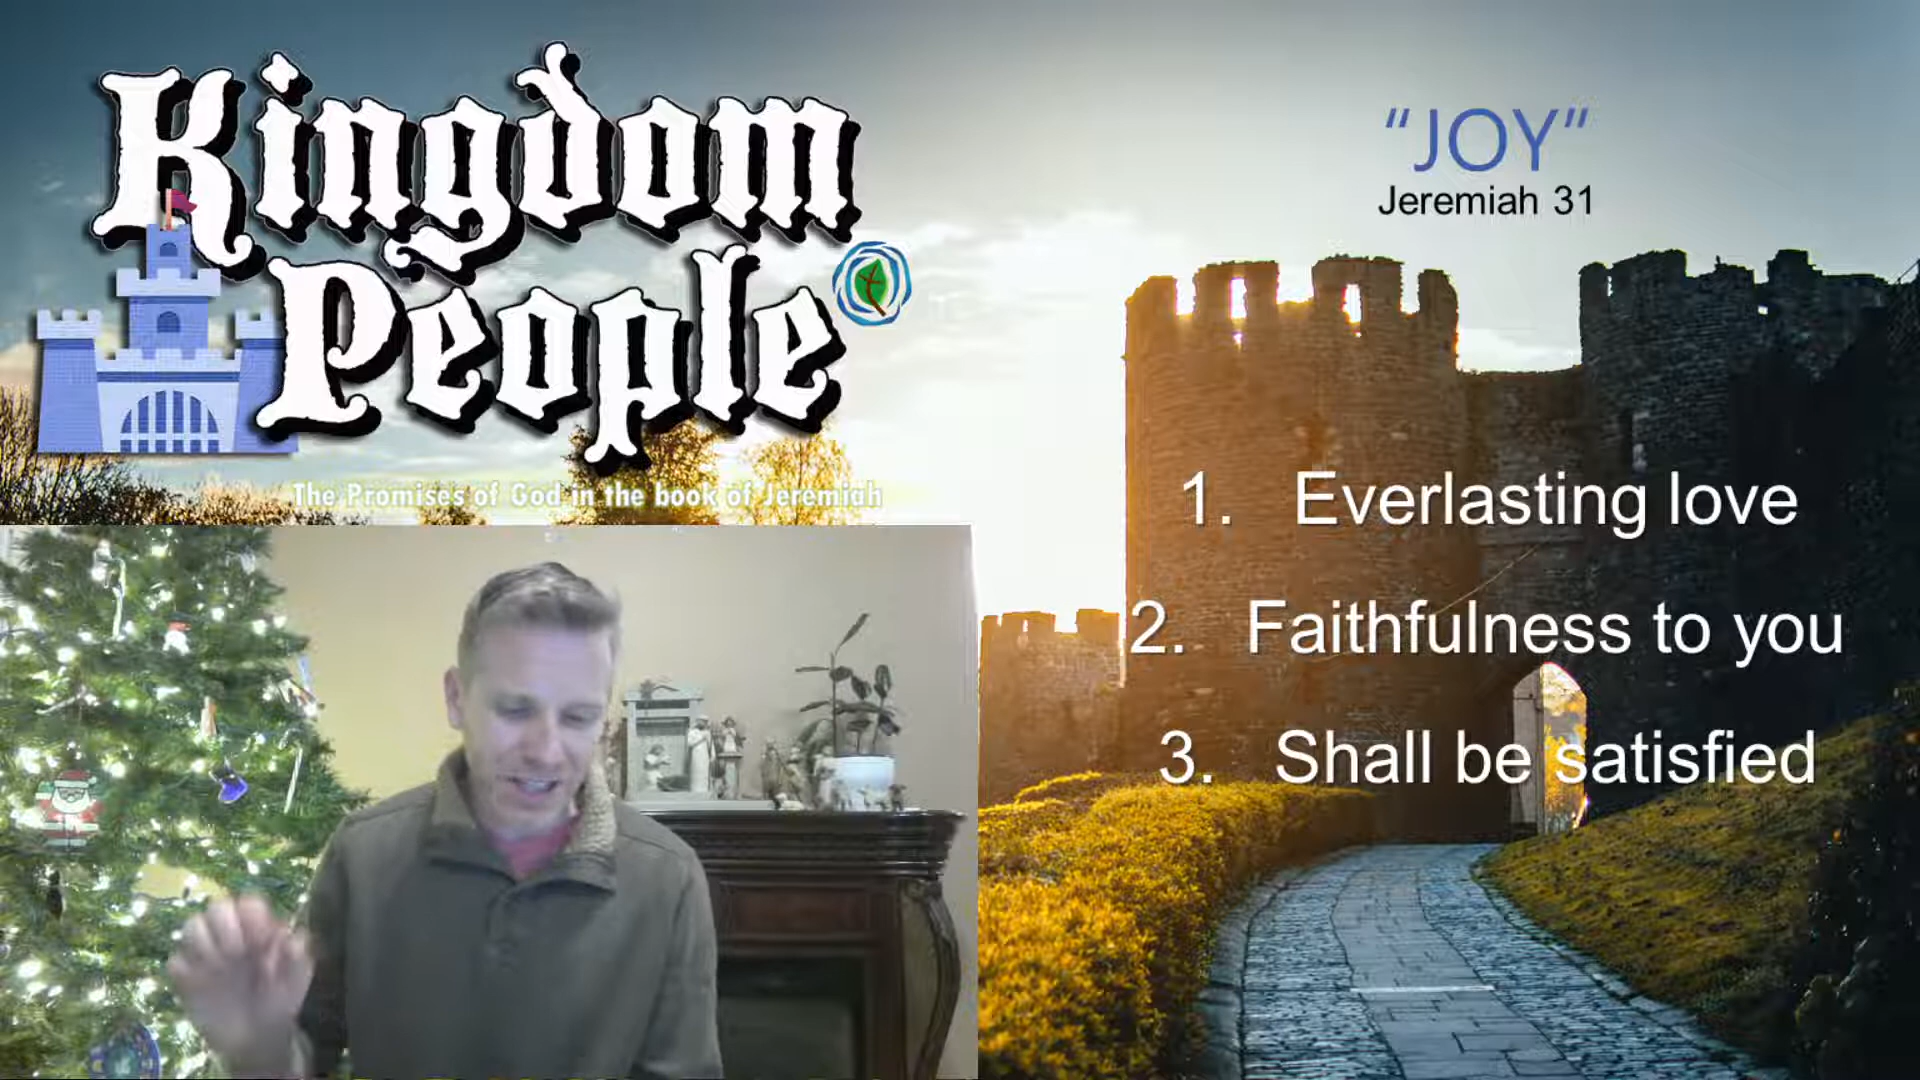 Kingdom
People
The Promises of God in the book of Jeremiah
“JOY”
Jeremiah 31
1. Everlasting love
2. Faithfulness to you
3. Shall be satisfied